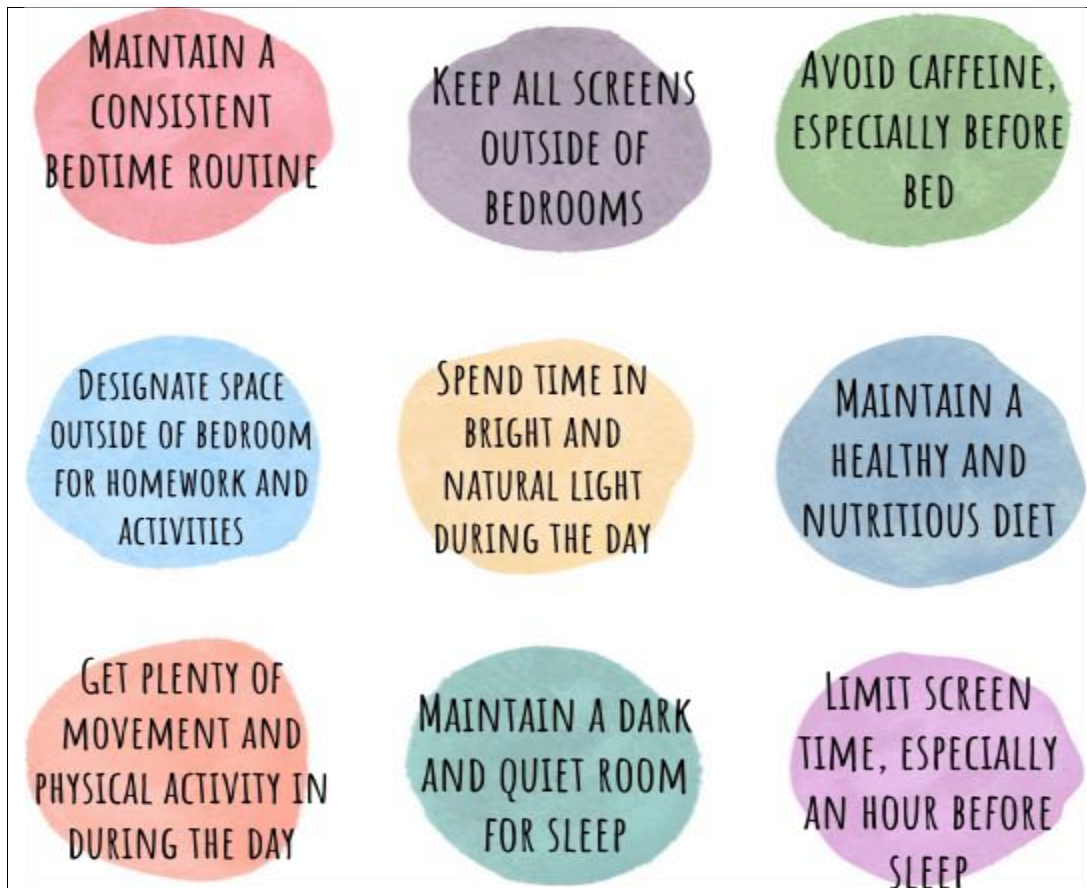 MAINTAIN A
CONSISTENT
BEDTIME ROUTINE
KEEP ALL SCREENS
OUTSIDE OF
BEDROOMS
AVOID CAFFEINE,
ESPECIALLY BEFORE
BED
DESIGNATE SPACE
OUTSIDE OF BEDROOM
FOR HOMEWORK AND
ACTIVITIES
SPEND TIME IN
BRIGHT AND
NATURAL LIGHT
DURING THE DAY
MAINTAIN A
HEALTHY AND
NUTRITIOUS DIET
GET PLENTY OF
MOVEMENT AND
PHYSICAL ACTIVITY IN
DURING THE DAY
MAINTAIN A DARK
AND QUIET ROOM
FOR SLEEP
LIMIT SCREEN
TIME, ESPECIALLY
AN HOUR BEFORE
SLEEP